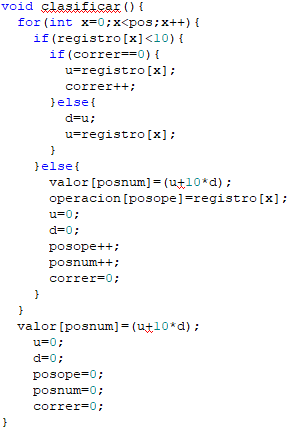 void clasificar(){
  for(int x=0;x<pos;x++){
    if(registro[x]<10){
      if(correr==0){
        u=registro[x];
        correr++;
      }else{
        d=u;
        u=registro[x];
      }
    }else{
      valor[posnum]=(u+10*d);
      operacion[posope]=registro[x];
      u=0;
      d=0;
      posope++;
      posnum++;
      correr=0;
    }
  }
  valor[posnum]=(u+10*d);
    u=0;
    d=0;
    posope=0;
    posnum=0;
    correr=0;
}